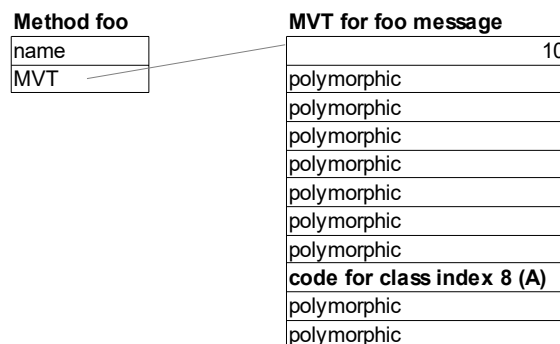 Method foo
name
MVT
MVT for foo message
10
polymorphic
polymorphic
polymorphic
polymorphic
polymorphic
polymorphic
polymorphic
code for class index 8 (A)
polymorphic
polymorphic